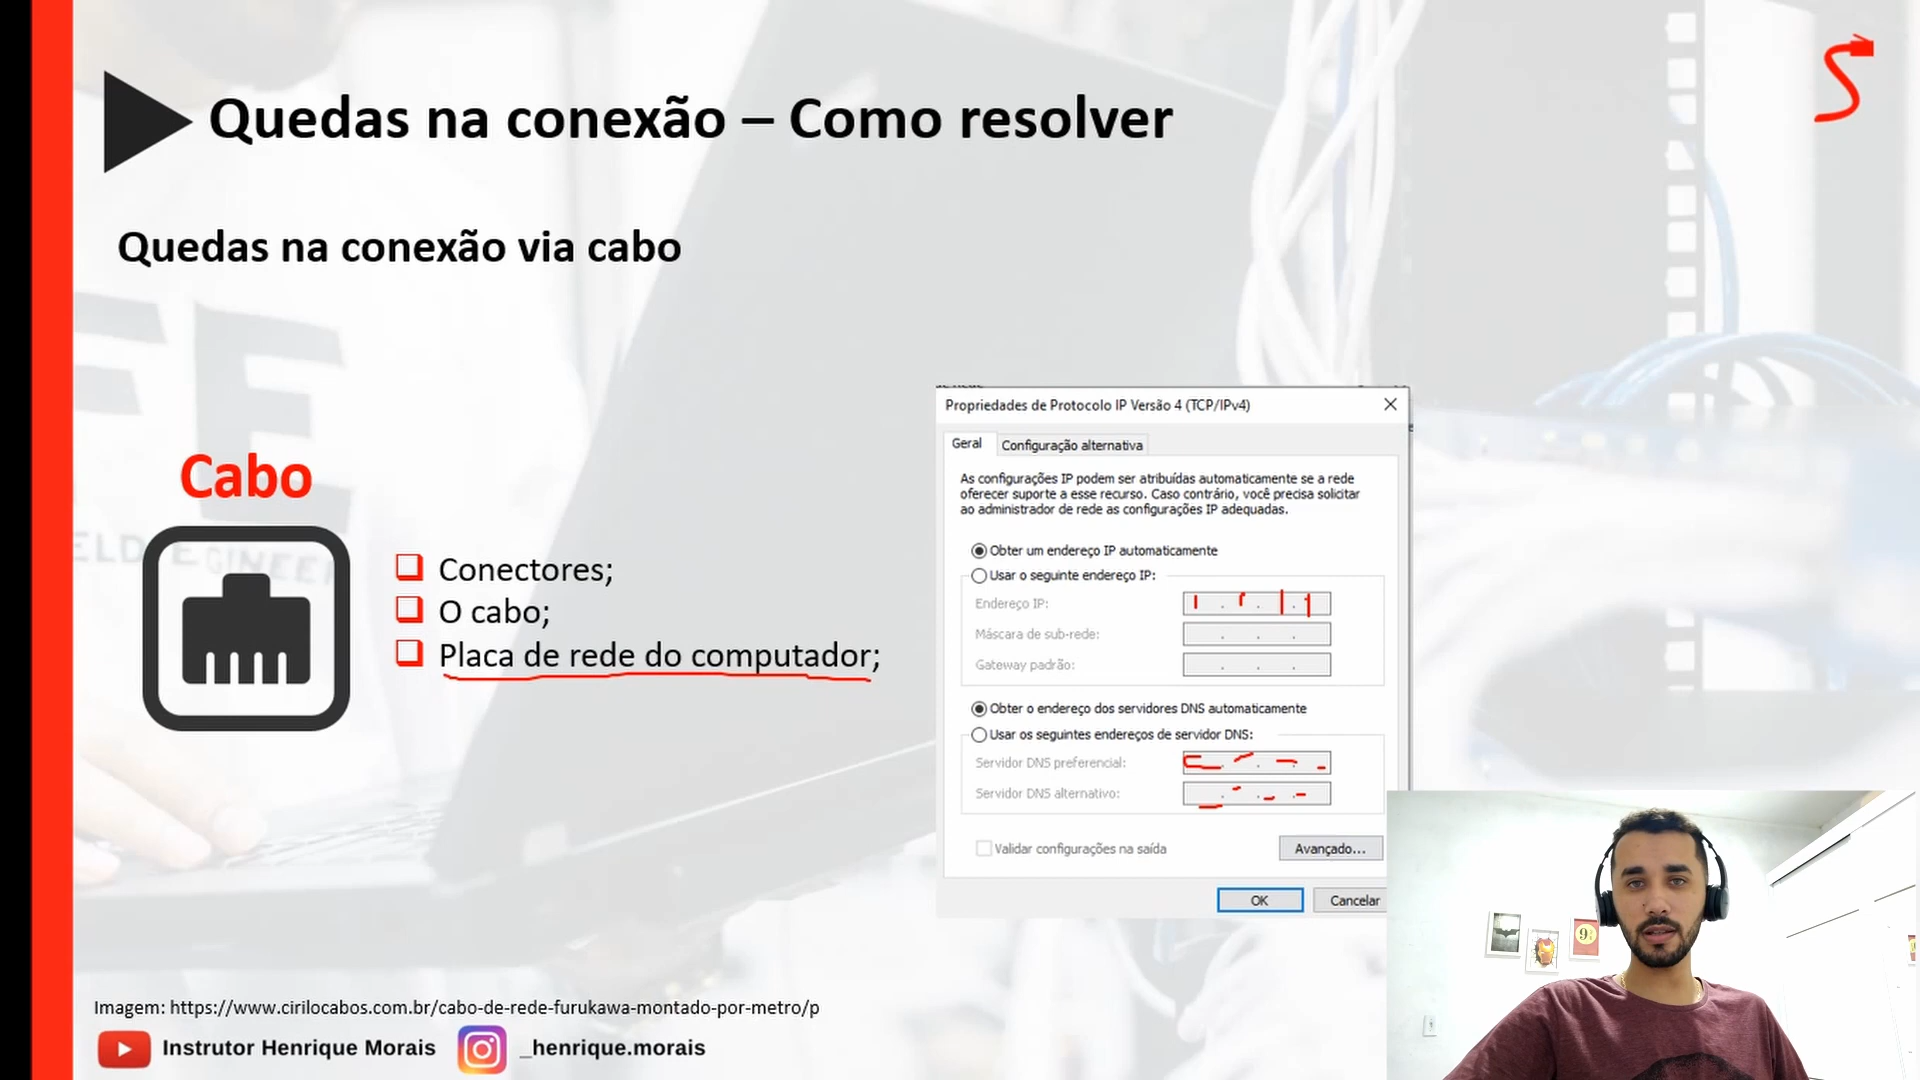 Quedas na conexão – Como resolver
Quedas na conexão via cabo
Cabo
Conectores;
O cabo;
Placa de rede do computador;
Propriedades de Protocolo IP Versão 4 (TCP/IPv4)
Geral
Configuração alternativa
As configurações IP podem ser atribuídas automaticamente se a rede
oferecer suporte a esse recurso. Caso contrário, você precisa solicitar
ao administrador de rede as configurações IP adequadas.
Obter um endereço IP automaticamente
Usar o seguinte endereço IP:
Endereço IP:
Máscara de sub-rede:
Gateway padrão:
Obter o endereço dos servidores DNS automaticamente
Usar os seguintes endereços de servidor DNS:
Servidor DNS preferencial:
Servidor DNS alternativo:
Validar configurações na saída
Avançado...
OK
Cancelar
Imagem: https://www.cirilocabos.com.br/cabo-de-rede-furukawa-montado-por-metro/p
Instrutor Henrique Morais
_henrique.morais